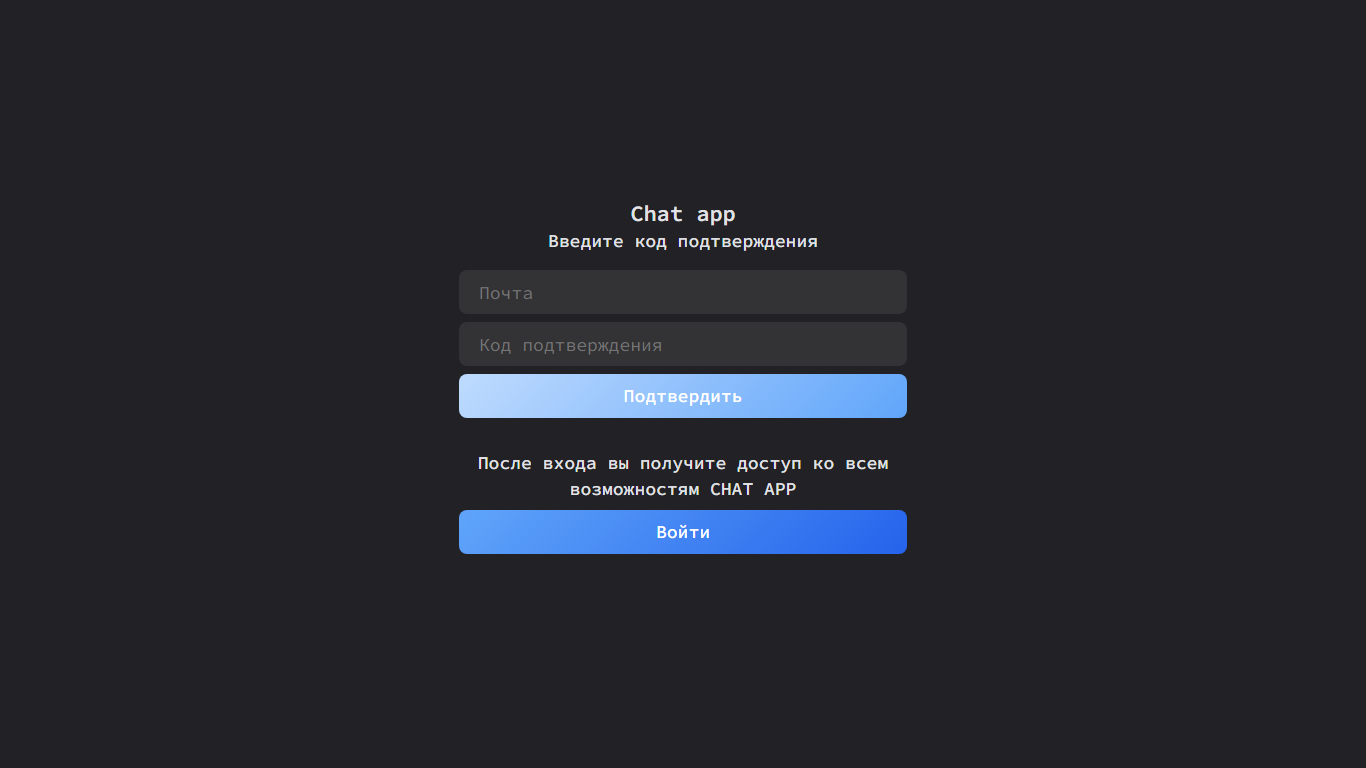 Chat app
Введите код подтверждения
Почта
Код подтверждения
Подтвердить
После входа вы получите доступ ко всем
возможностям CHAT APP
Войти